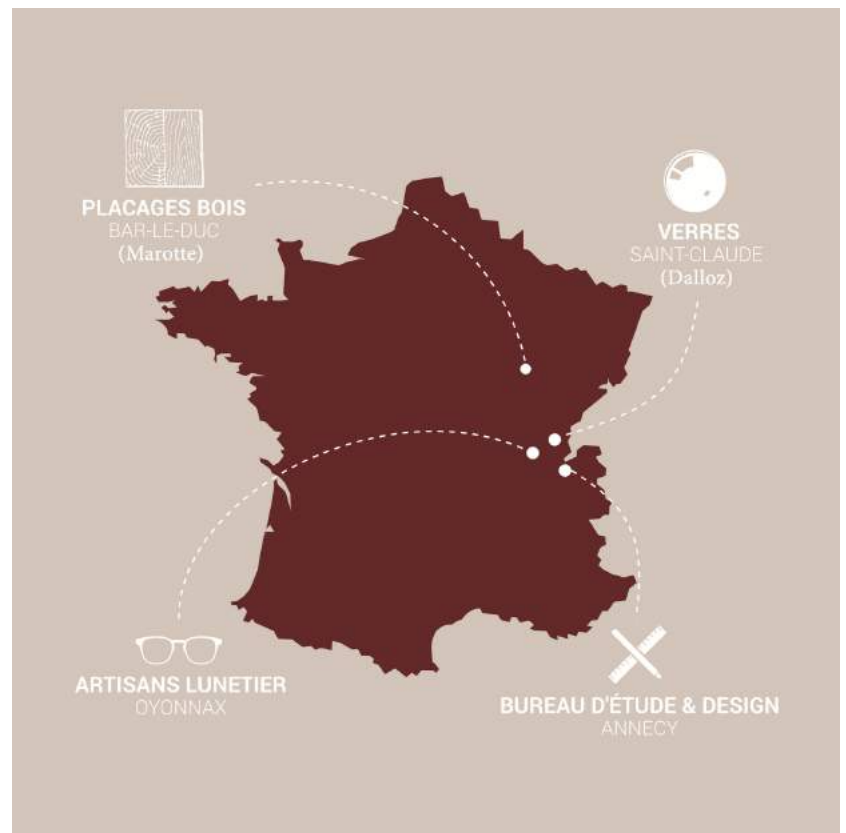 PLACAGES BOIS
BAR-LE-DUC
(Marotte)
VERRES
SAINT-CLAUDE
(Dalloz)
ARTISANS LUNETIER
OYONNAX
BUREAU D'ÉTUDE & DESIGN
ANNECY